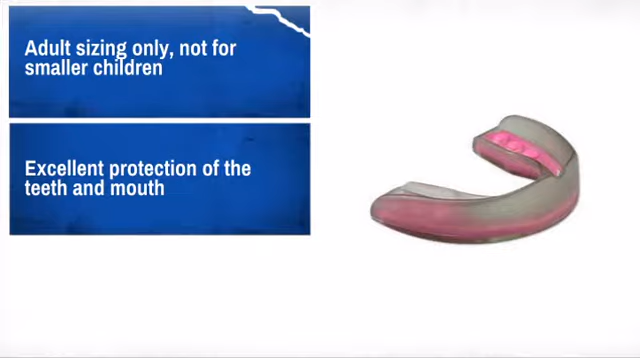 Adult sizing only, not for
smaller children
Excellent protection of the
teeth and mouth